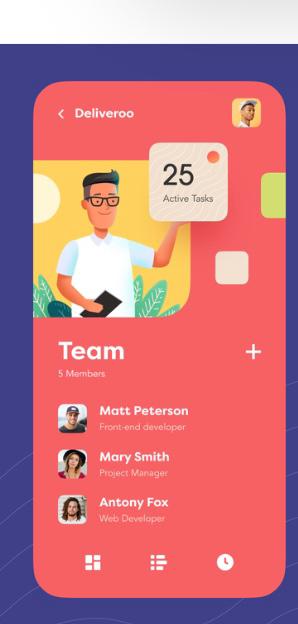 Deliveroo
25
Active Tasks
Team
5 Members
Matt Peterson
Front-end developer
Mary Smith
Project Manager
Antony Fox
Web Developer